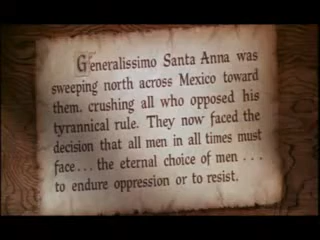 Generalissimo Santa Anna was
sweeping north across Mexico toward
them. crushing all who opposed his
tyrannical rule. They now faced the
decision that all men in all times must
face... the eternal choice of men . . .
to endure oppression or to resist.